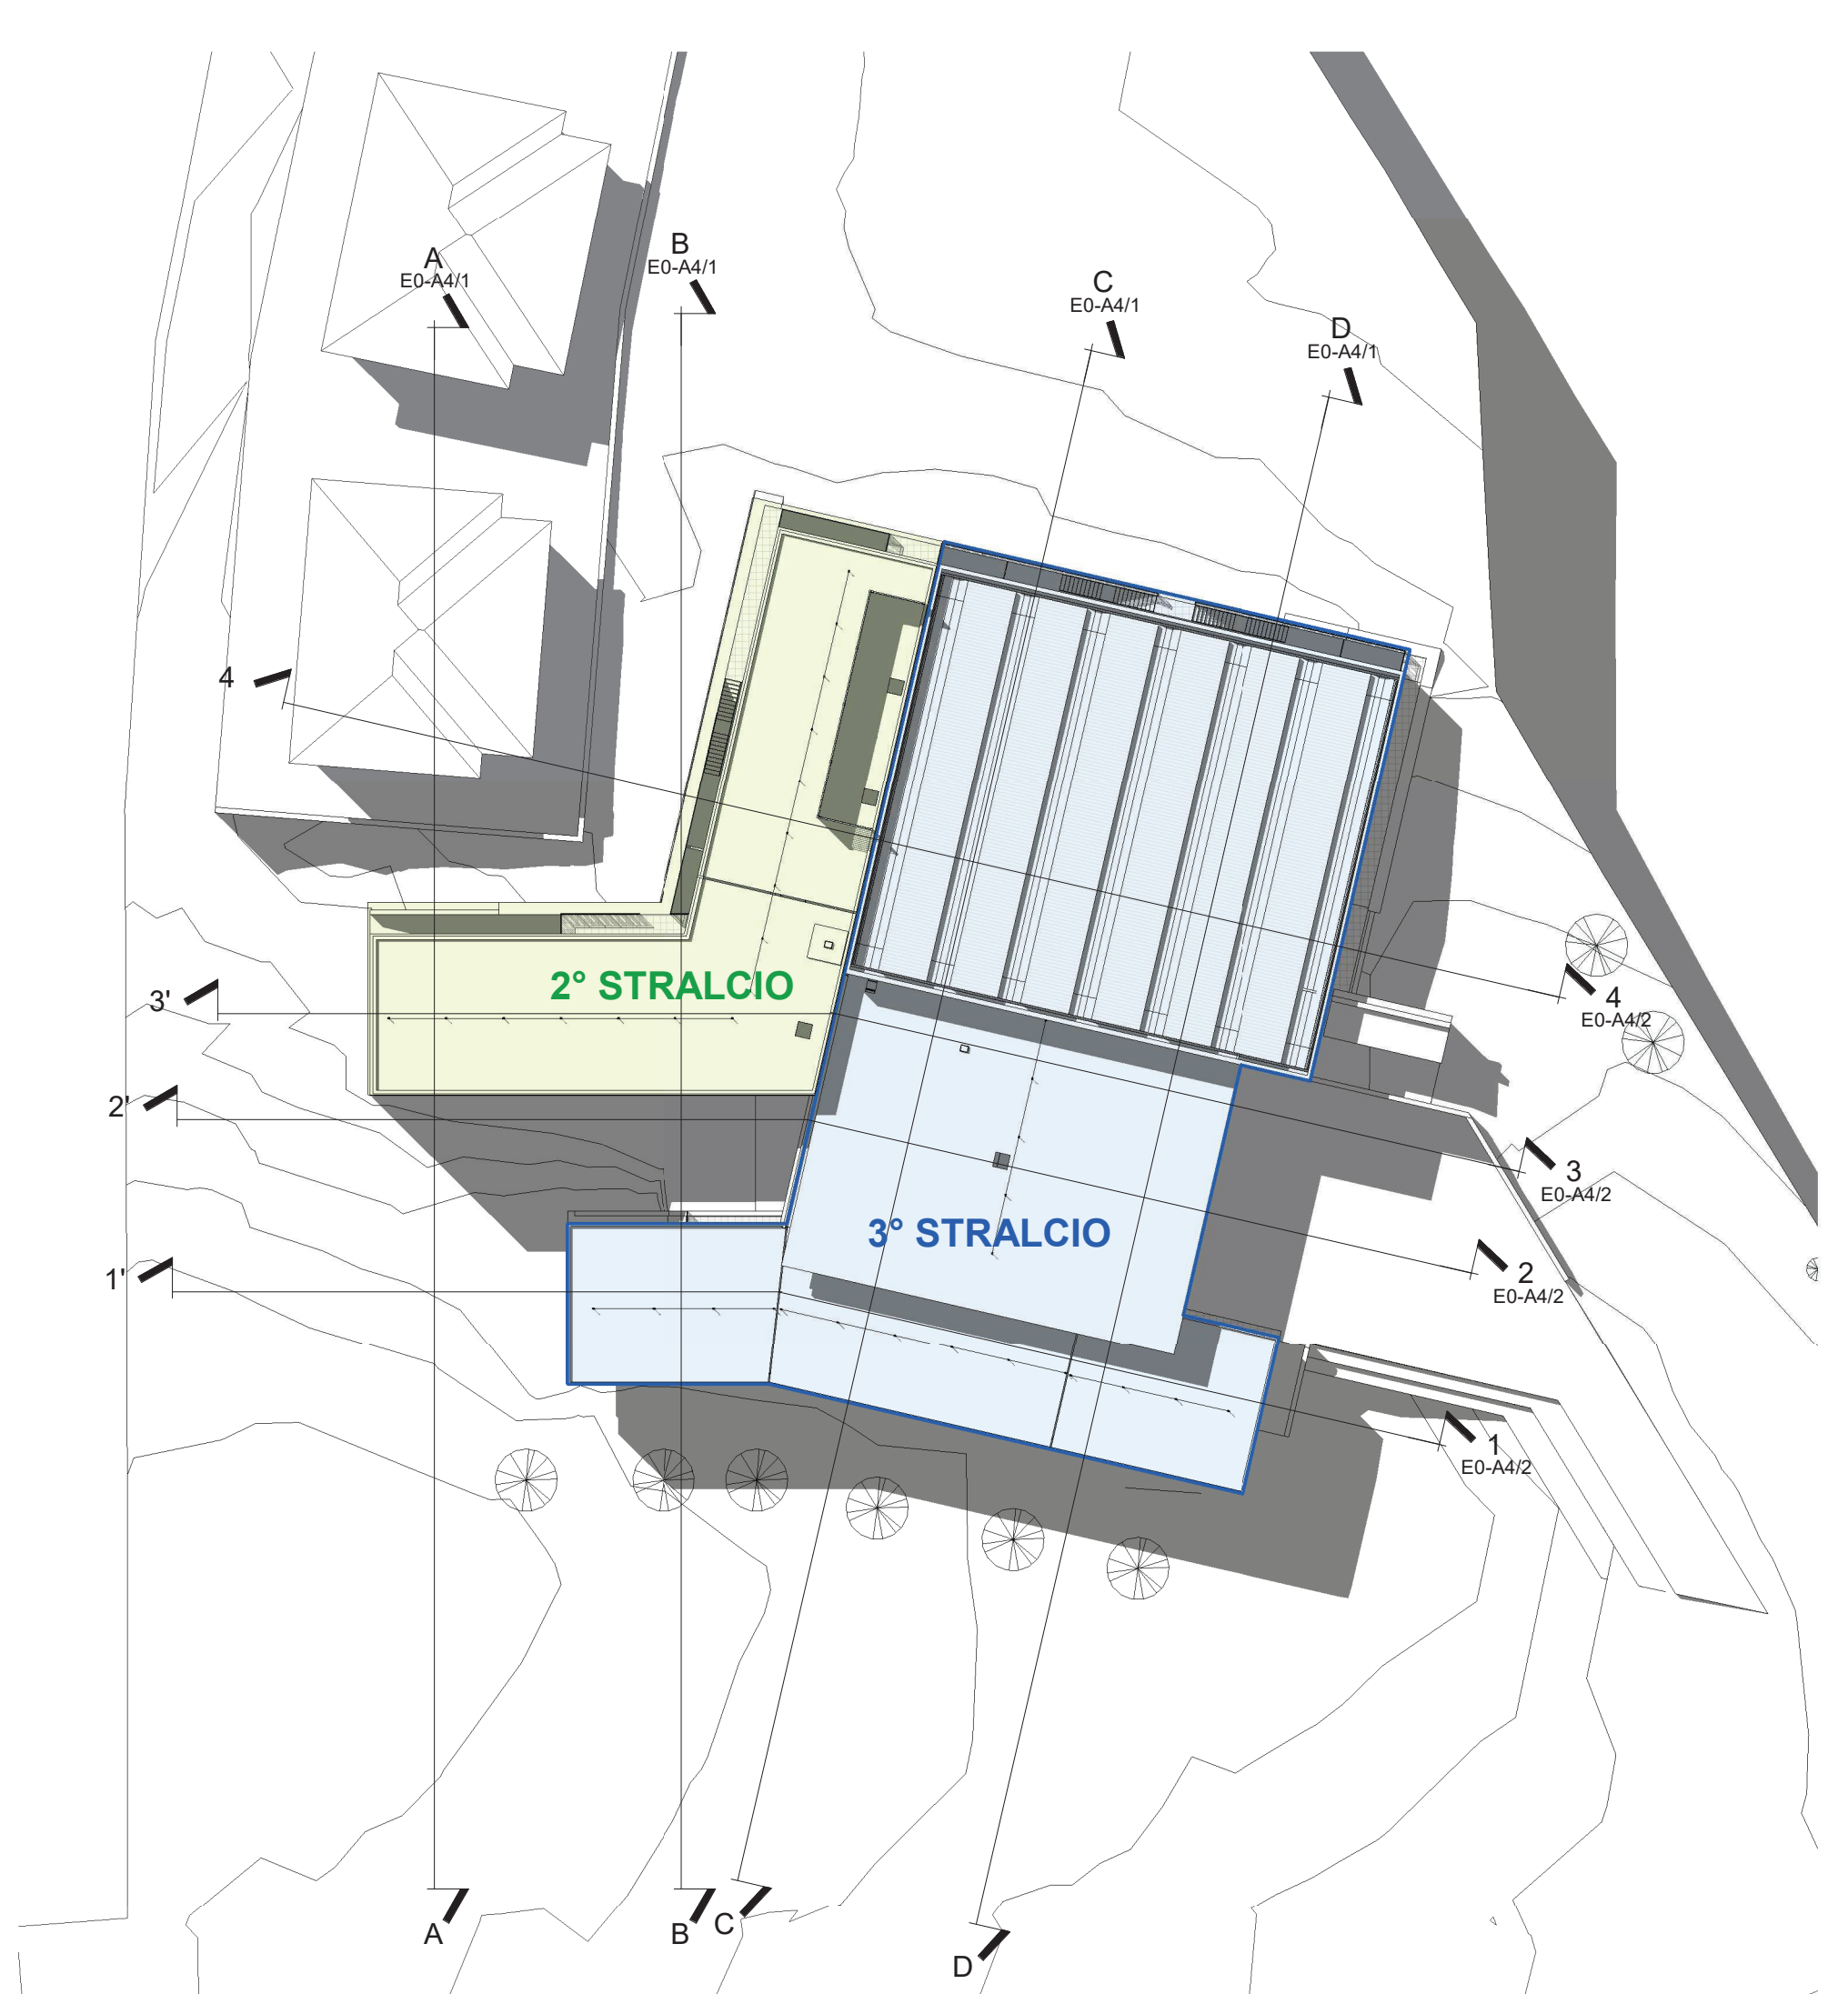 A
E0-A4/1
B
E0-A4/1
C
E0-A4/1
D
E0-A4/1
4
3'
2° STRALCIO
4
E0-A4/2
2'
3
E0-A4/2
3° STRALCIO
1'
2
E0-A4/2
1
E0-A4/2
A
B
C
D